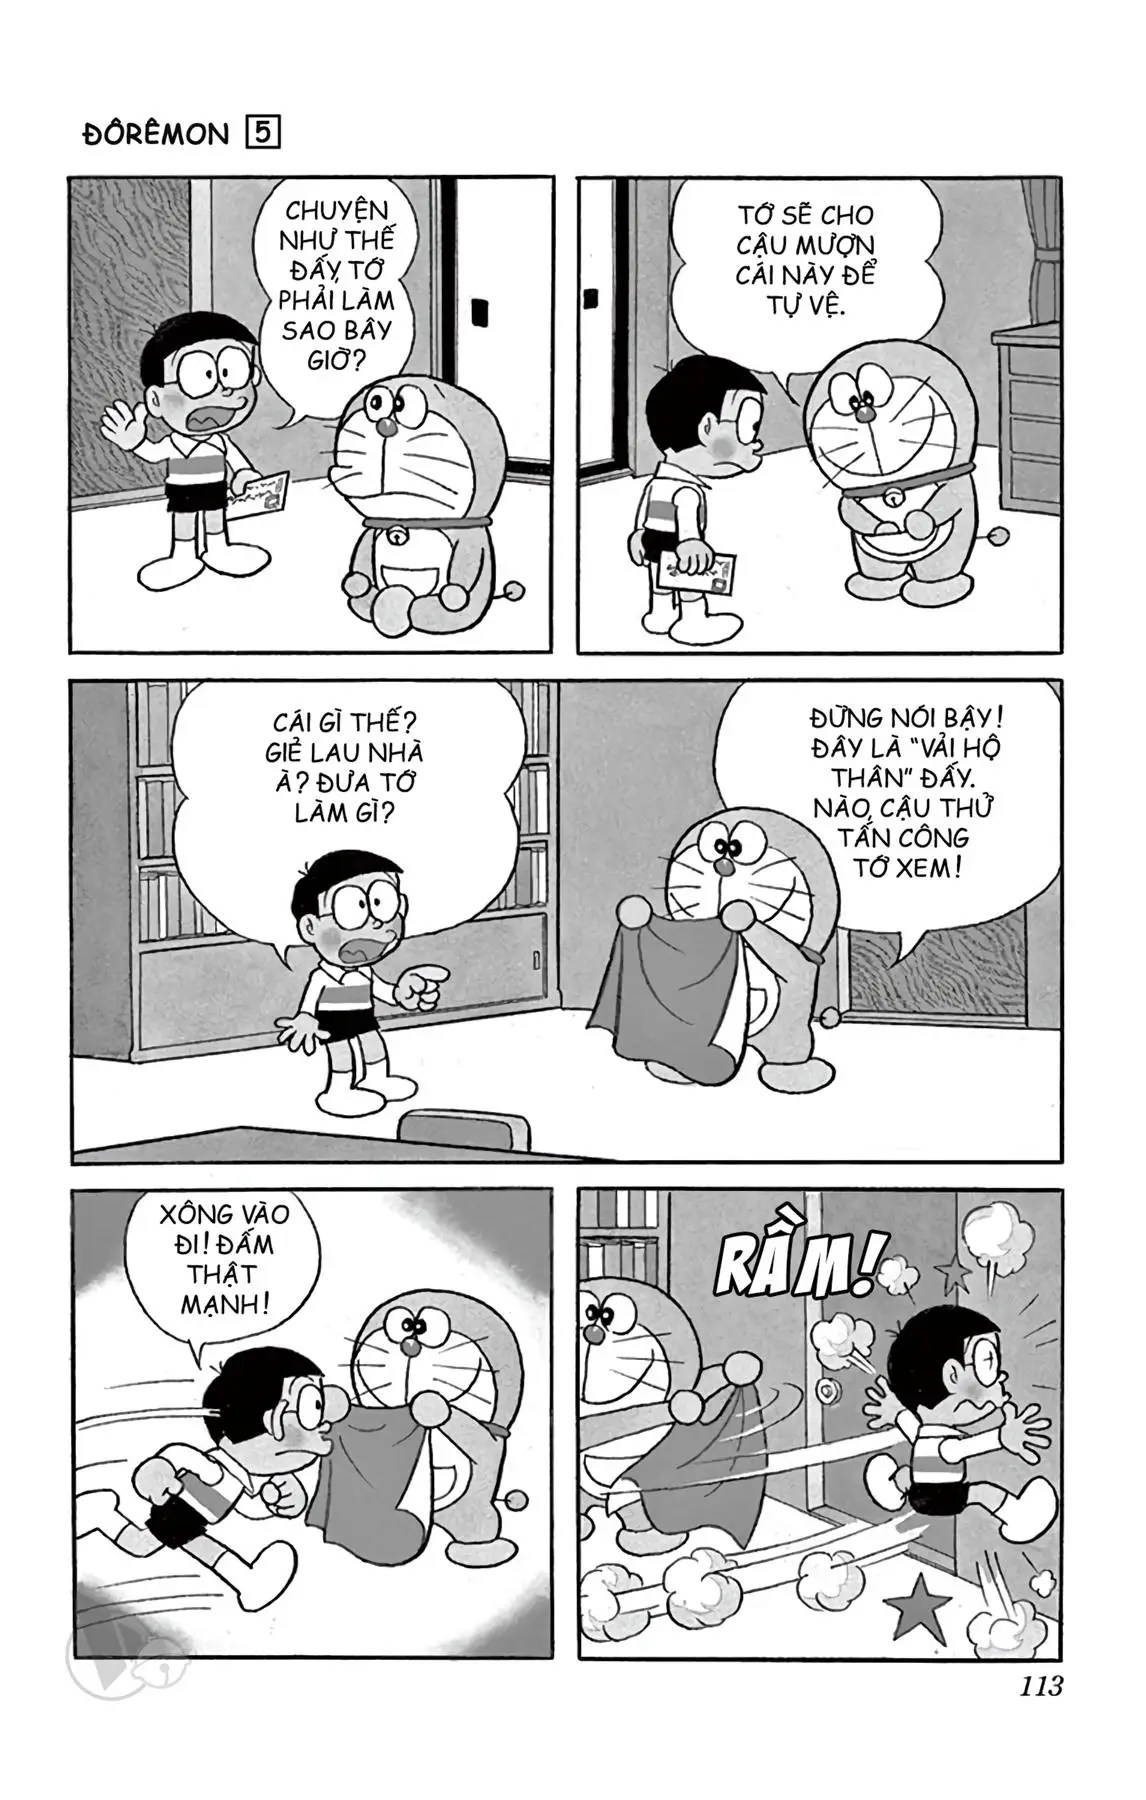 ĐÔRÊMON 5
CHUYỆN
NHƯ THẾ
ĐẤY, TỚ
PHẢI LÀM
SAO BÂY
GIỜ?
TỚ SẼ CHO
CẬU MƯỢN
CÁI NÀY ĐỂ
TỰ VỆ.
CÁI GÌ THẾ?
GIẺ LAU NHÀ
À? ĐƯA TỚ
LÀM GÌ?
ĐỪNG NÓI BẬY!
ĐÂY LÀ "VẢI HỘ
THÂN" ĐẤY.
NÀO, CẬU THỬ
TẤN CÔNG
TỚ XEM!
XÔNG VÀO
ĐI! ĐẤM
THẬT
MẠNH!
RẦM!
113